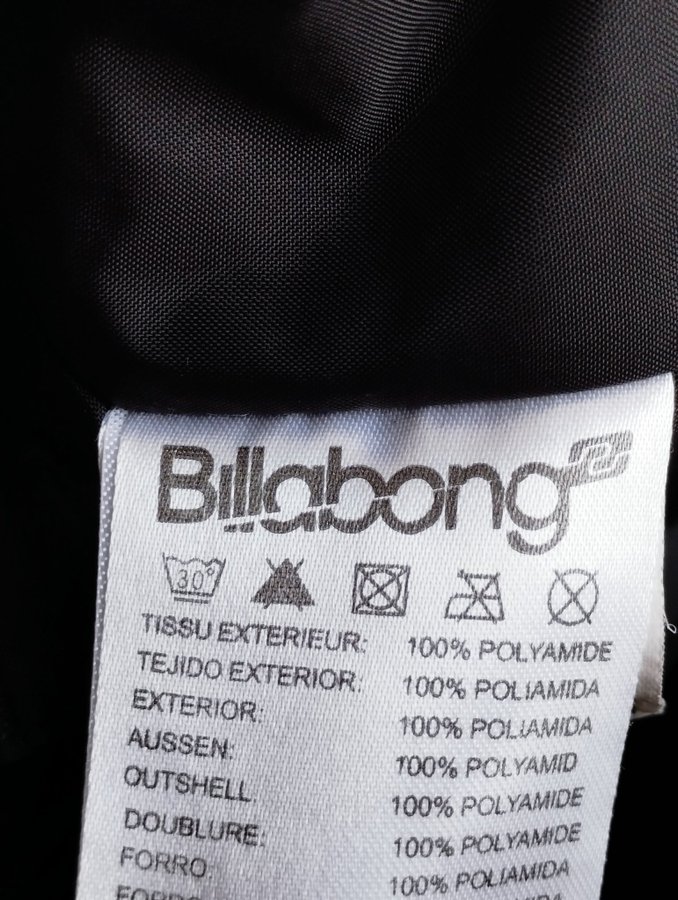 Billabong
30°
TISSU EXTERIEUR: 100% POLYAMIDE
TEJIDO EXTERIOR: 100% POLIAMIDA
EXTERIOR: 100% POLIAMIDA
AUSSEN: 100% POLYAMID
OUTSHELL: 100% POLYAMIDE
DOUBLURE: 100% POLYAMIDE
FORRO: 100% POLIAMIDA